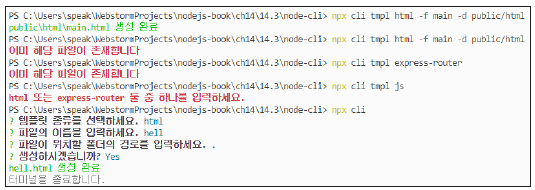 PS C:\Users\speak\WebstormProjects\nodejs-book\ch14\14.3\node-cli> npx cli tmpl html -f main -d public/html
public\html\main.html 생성 완료
PS C:\Users\speak\WebstormProjects\nodejs-book\ch14\14.3\node-cli> npx cli tmpl html -f main -d public/html
이미 해당 파일이 존재합니다
PS C:\Users\speak\WebstormProjects\nodejs-book\ch14\14.3\node-cli> npx cli tmpl express-router
이미 해당 파일이 존재합니다
PS C:\Users\speak\WebstormProjects\nodejs-book\ch14\14.3\node-cli> npx cli tmpl js
html 또는 express-router 둘 중 하나를 입력하세요.
PS C:\Users\speak\WebstormProjects\nodejs-book\ch14\14.3\node-cli> npx cli
? 템플릿 종류를 선택하세요. html
? 파일의 이름을 입력하세요. hell
? 파일이 위치할 폴더의 경로를 입력하세요. .
? 생성하시겠습니까? Yes
hell.html 생성 완료
터미널을 종료합니다.